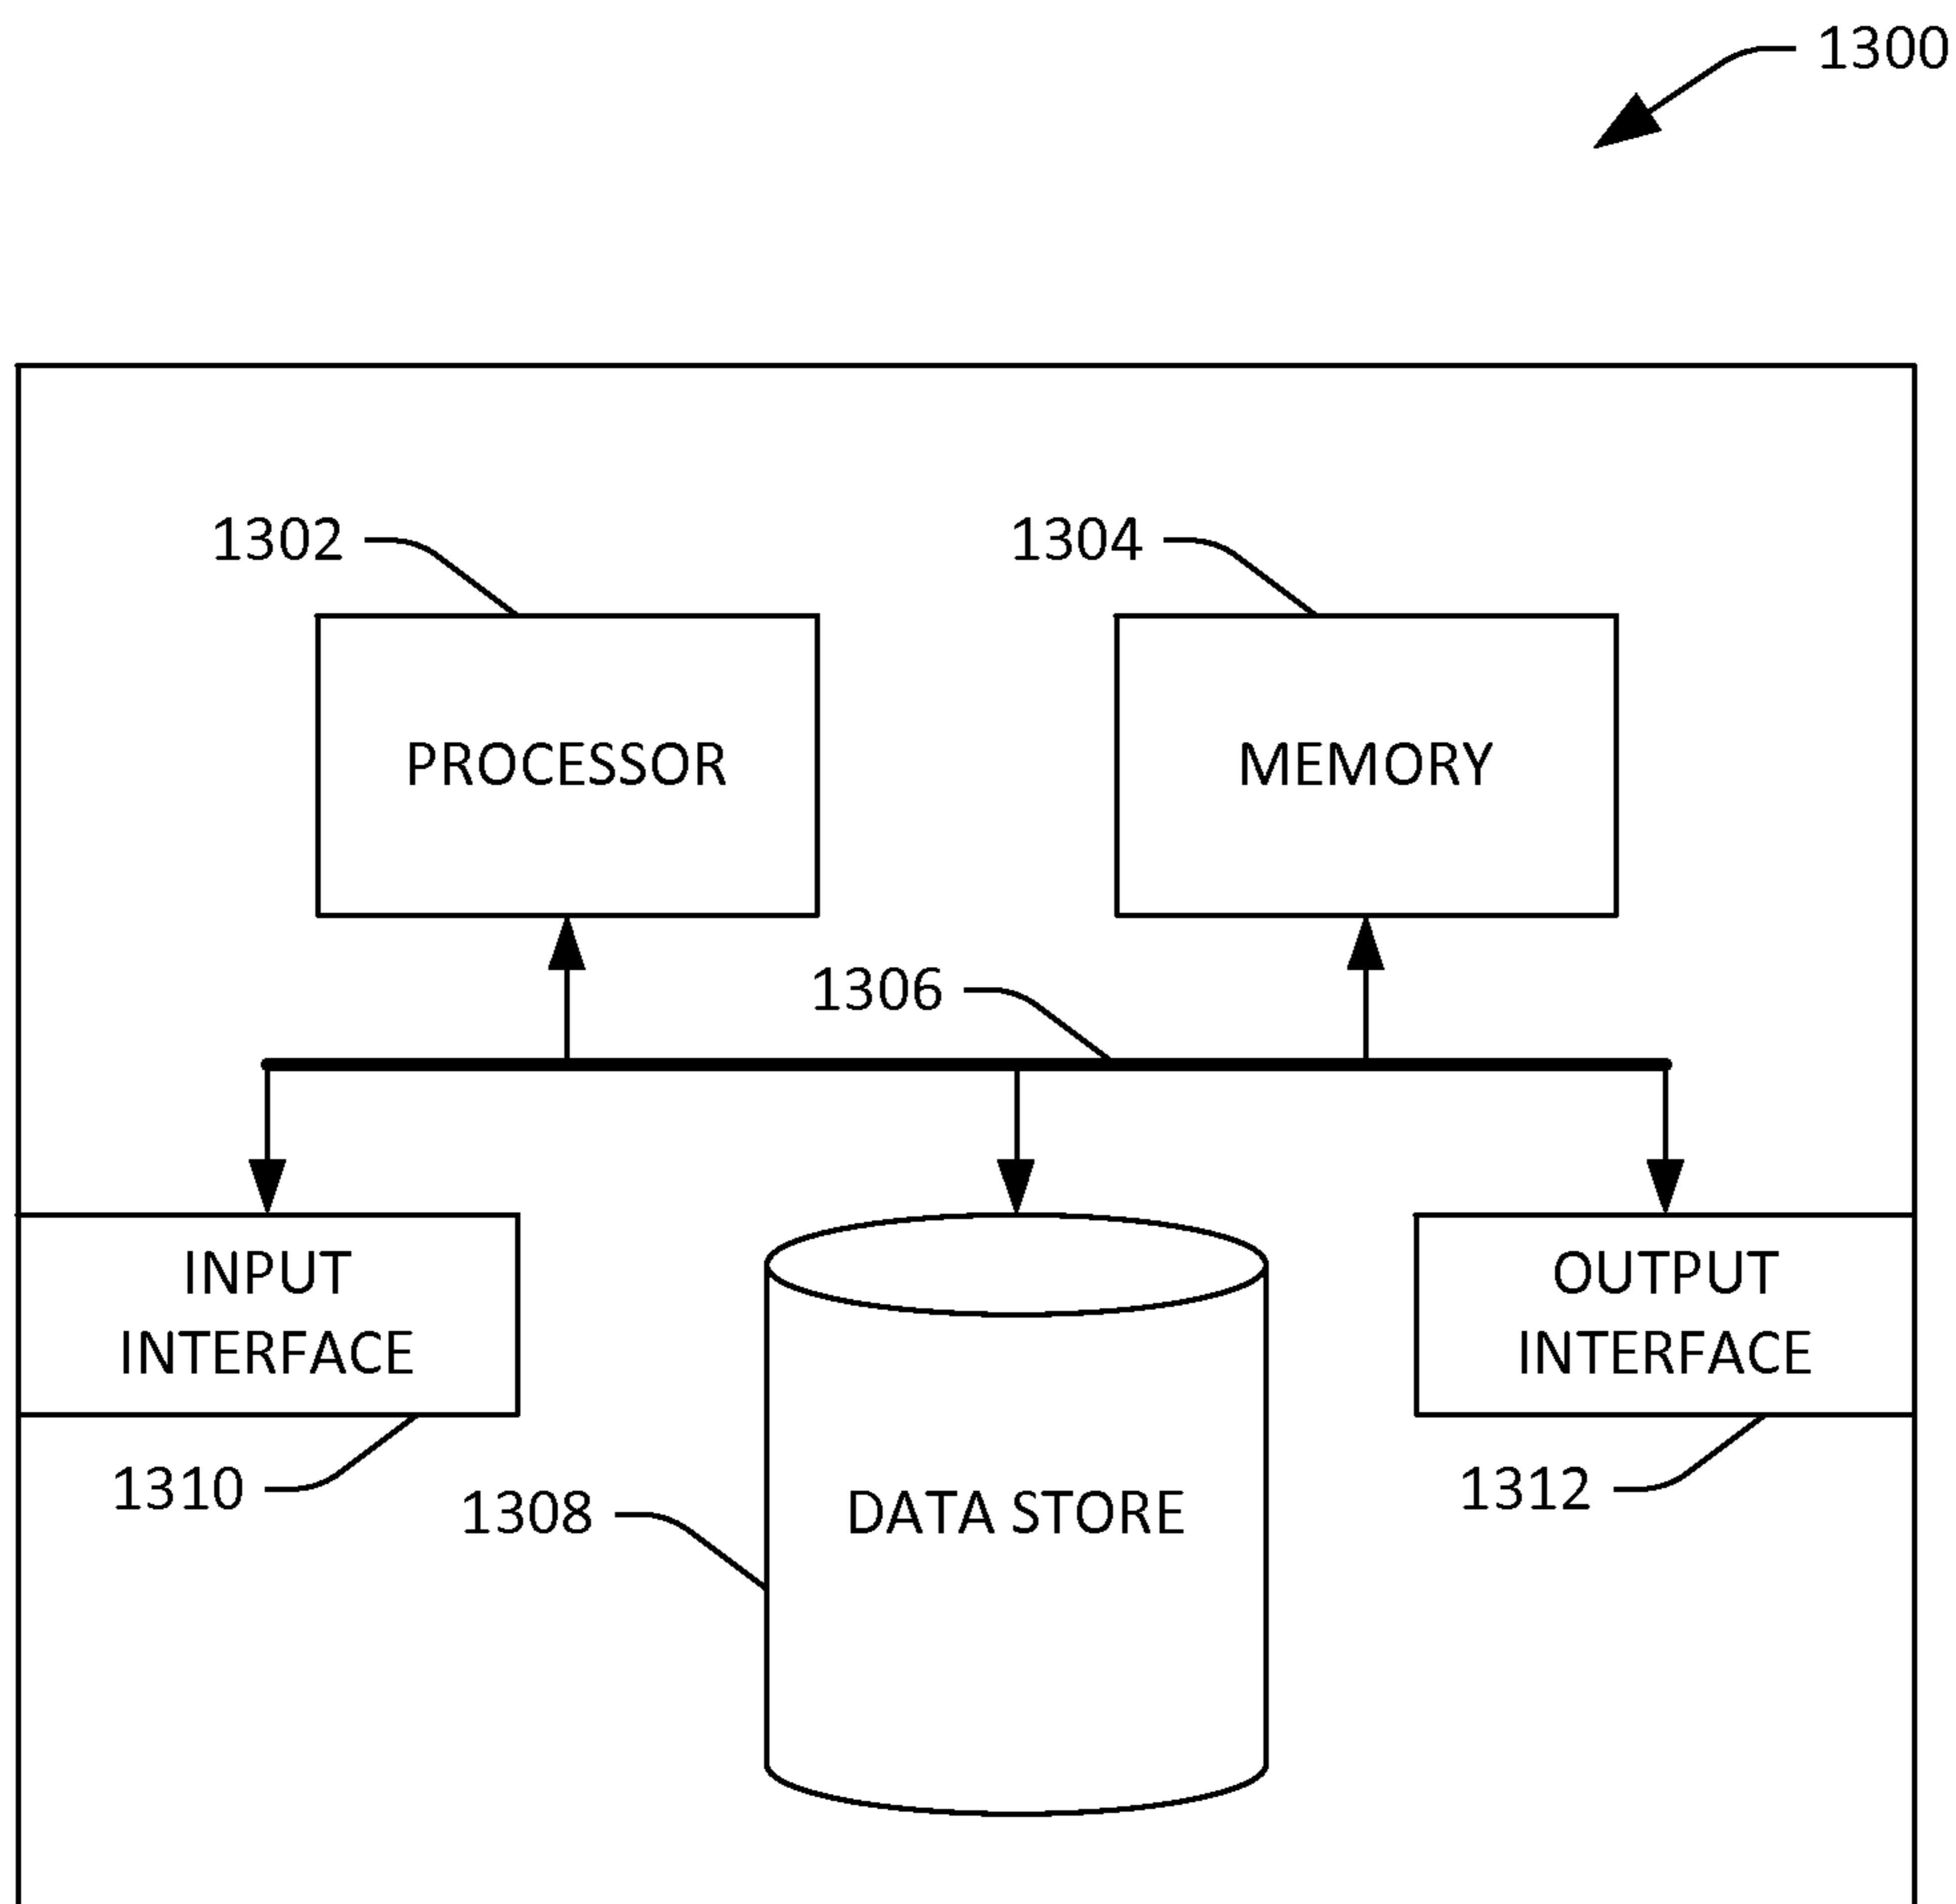 1300
1302
1304
PROCESSOR
MEMORY
1306
INPUT
INTERFACE
OUTPUT
INTERFACE
1310
1308
DATA STORE
1312